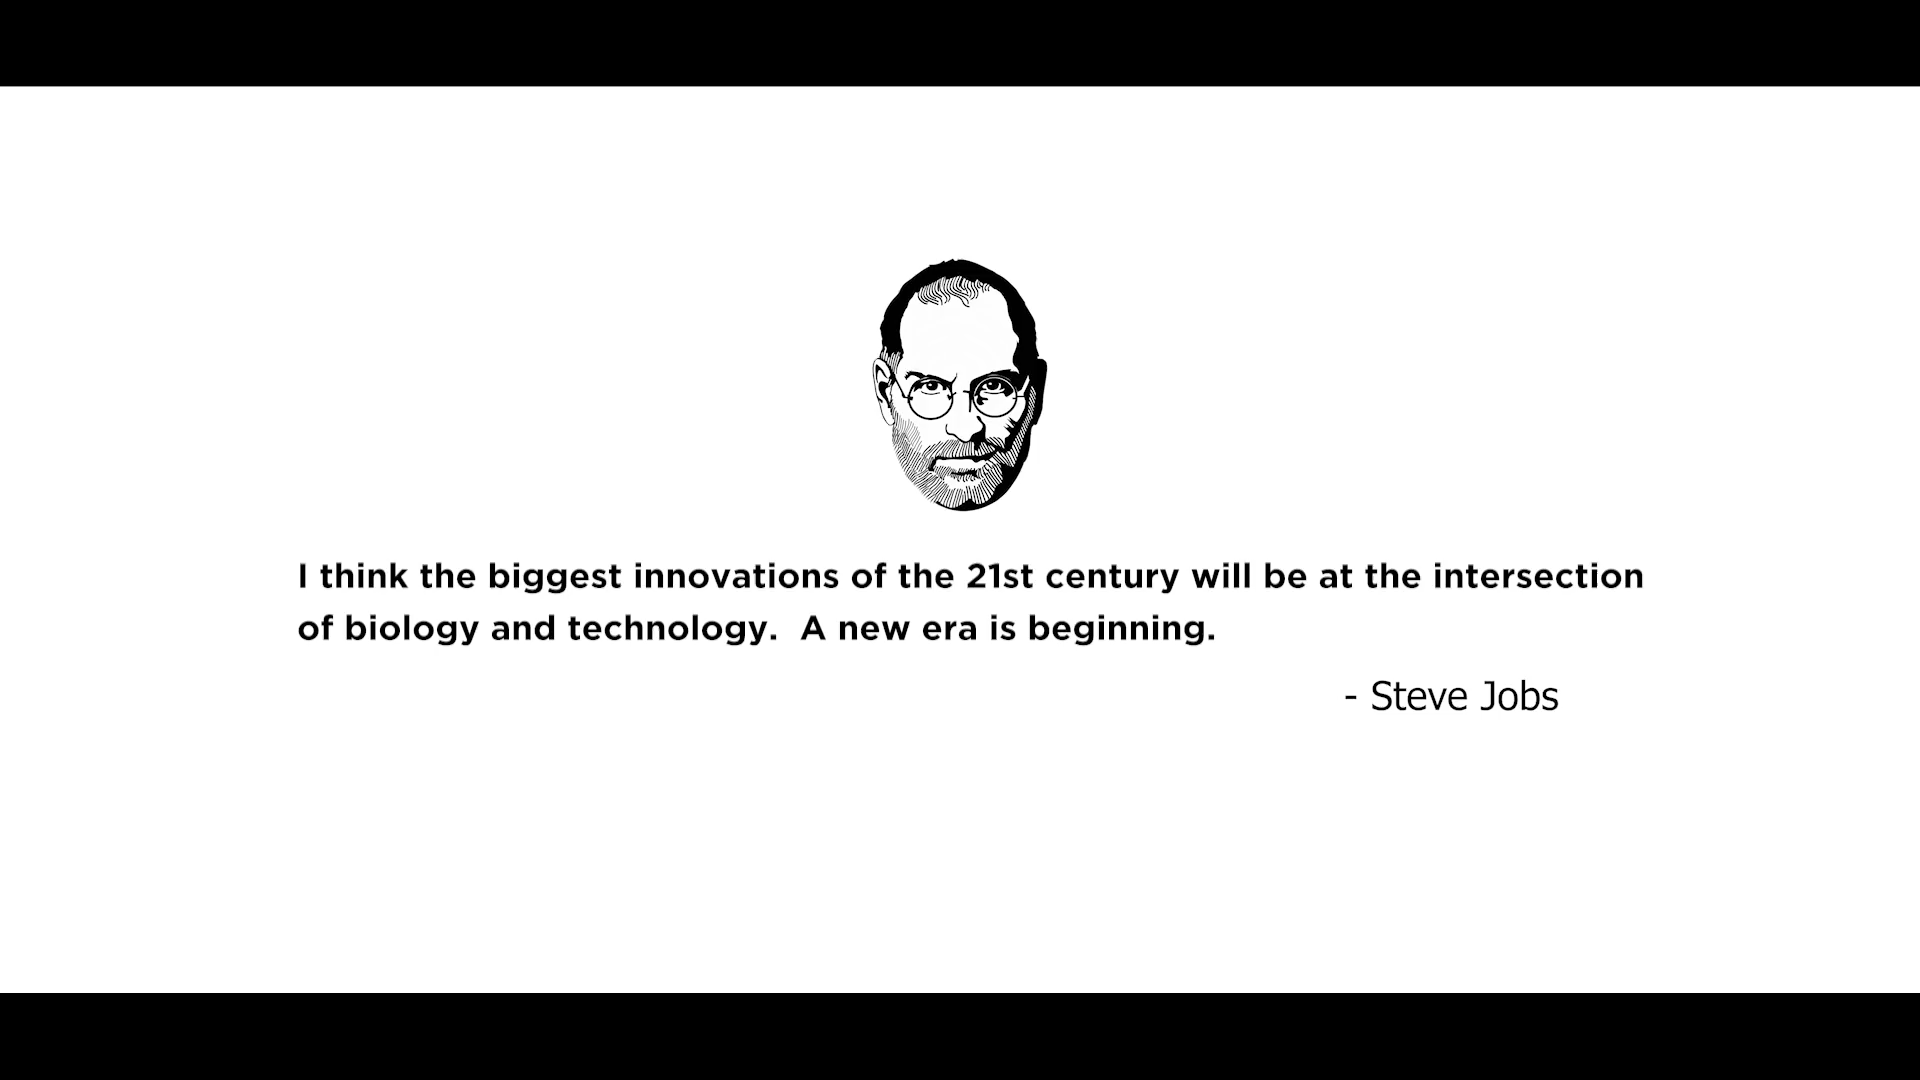 I think the biggest innovations of the 21st century will be at the intersection
of biology and technology.  A new era is beginning.
- Steve Jobs